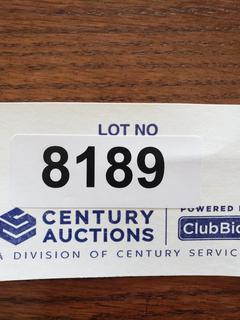 LOT NO
8189
CENTURY
AUCTIONS
POWERED
ClubBid
A DIVISION OF CENTURY SERVIC